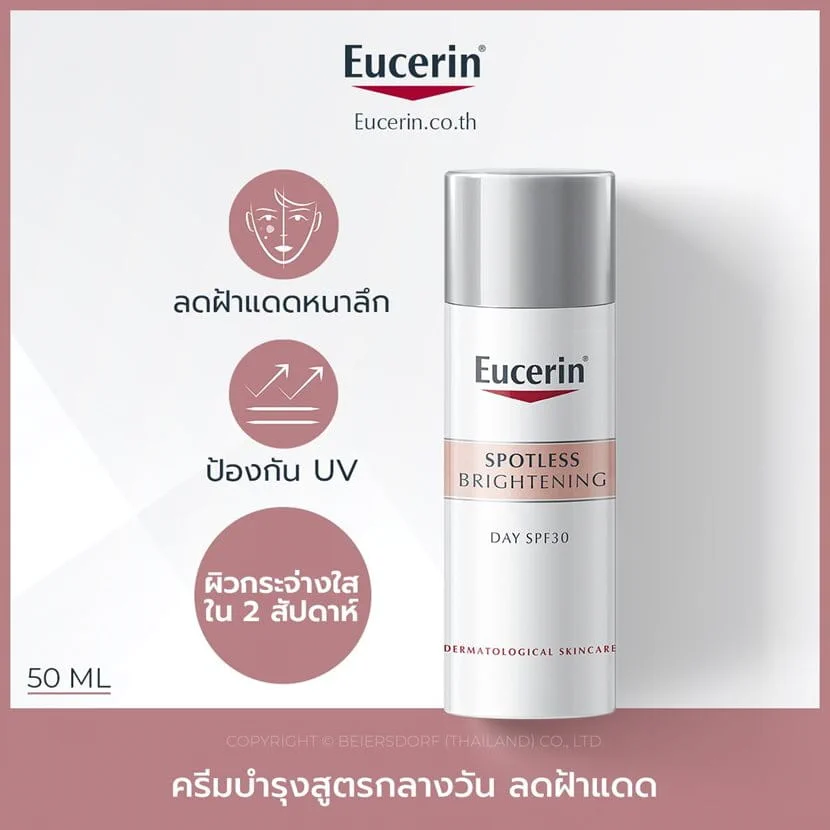 Eucerin®
Eucerin.co.th
ลดฝ้าแดดหนาลึก
ป้องกัน UV
ผิวกระจ่างใส
ใน 2 สัปดาห์
50 ML
Eucerin®
SPOTLESS
BRIGHTENING
DAY SPF30
DERMATOLOGICAL SKINCARE
COPYRIGHT © BEIERSDORF (THAILAND) CO., LTD
ครีมบำรุงสูตรกลางวัน ลดฝ้าแดด